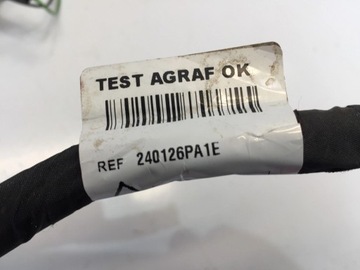 TEST AGRAF OK
REF 240126PA1E